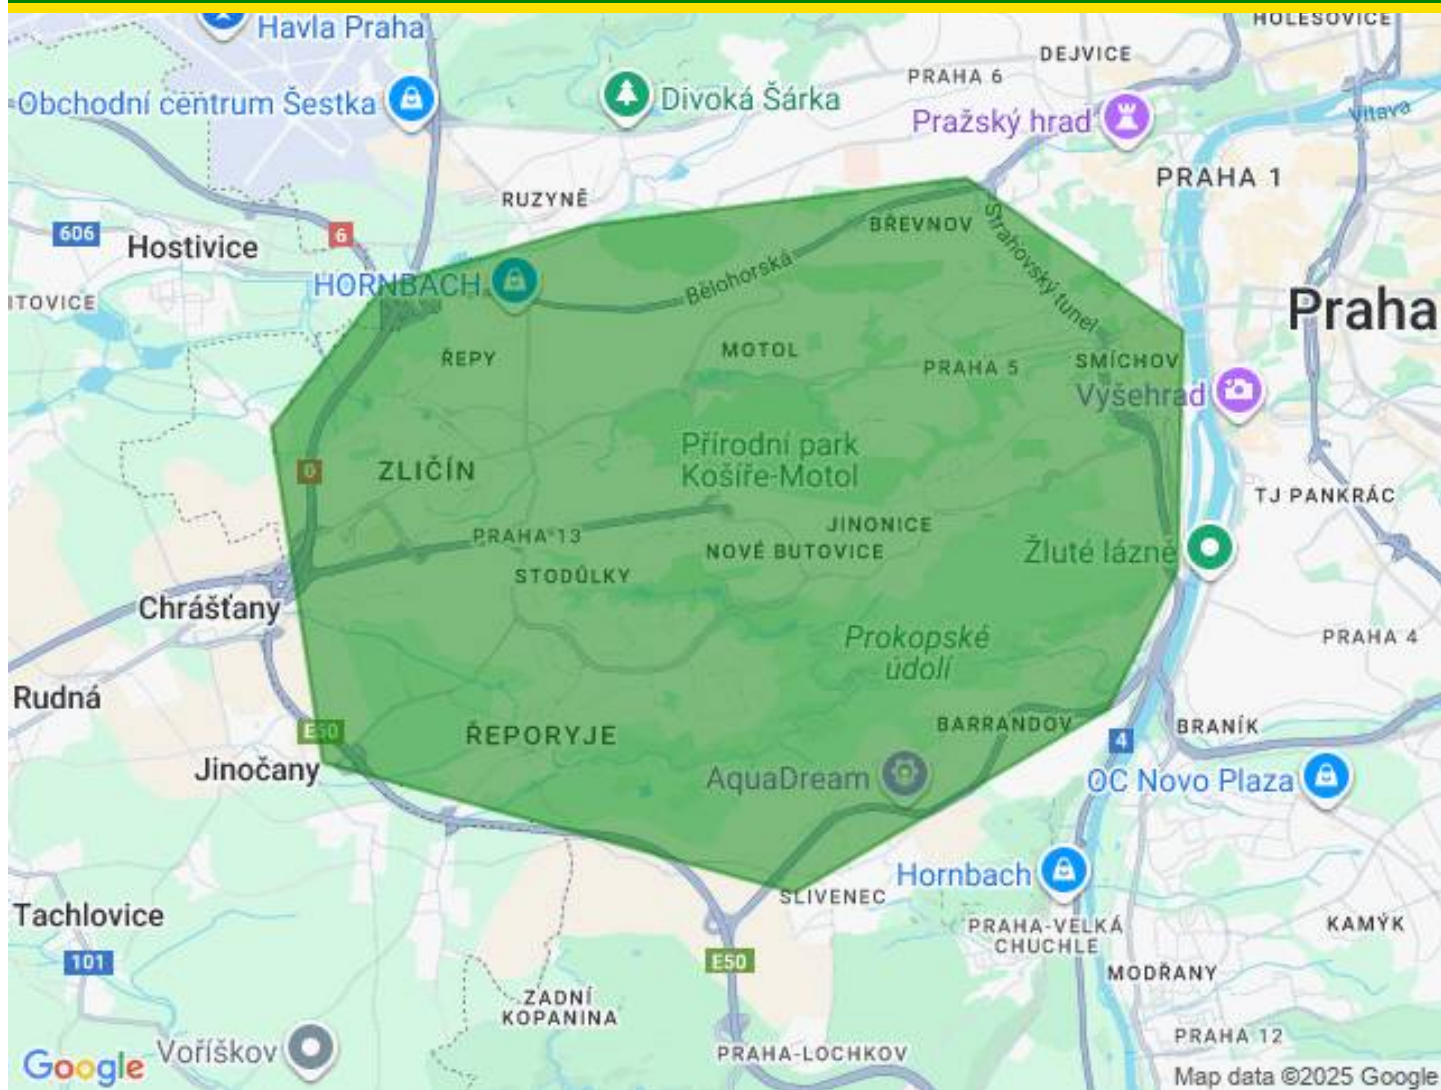 HOLEŠOVICE
Havla Praha
DEJVICE
PRAHA 6
Obchodní centrum Šestka
Divoká Šárka
Pražský hrad
Vltava
PRAHA 1
RUZYNĚ
606
6
Hostivice
BŘEVNOV
Strahovský tunel
HORNBACH
Bělohorská
ITOVICE
Praha
ŘEPY
MOTOL
PRAHA 5
SMÍCHOV
Vyšehrad
Přírodní park
Košíře-Motol
0
ZLIČÍN
TJ PANKRÁC
PRAHA 13
JINONICE
NOVÉ BUTOVICE
Žluté lázně
STODŮLKY
Chrášťany
Prokopské
údolí
PRAHA 4
Rudná
E50
ŘEPORYJE
BARRANDOV
4
BRANÍK
Jinočany
AquaDream
OC Novo Plaza
Hornbach
SLIVENEC
Tachlovice
PRAHA-VELKÁ
CHUCHLE
KAMÝK
101
E50
MODŘANY
ZADNÍ
KOPANINA
PRAHA 12
Google
Voříškov
PRAHA-LOCHKOV
Map data ©2025 Google